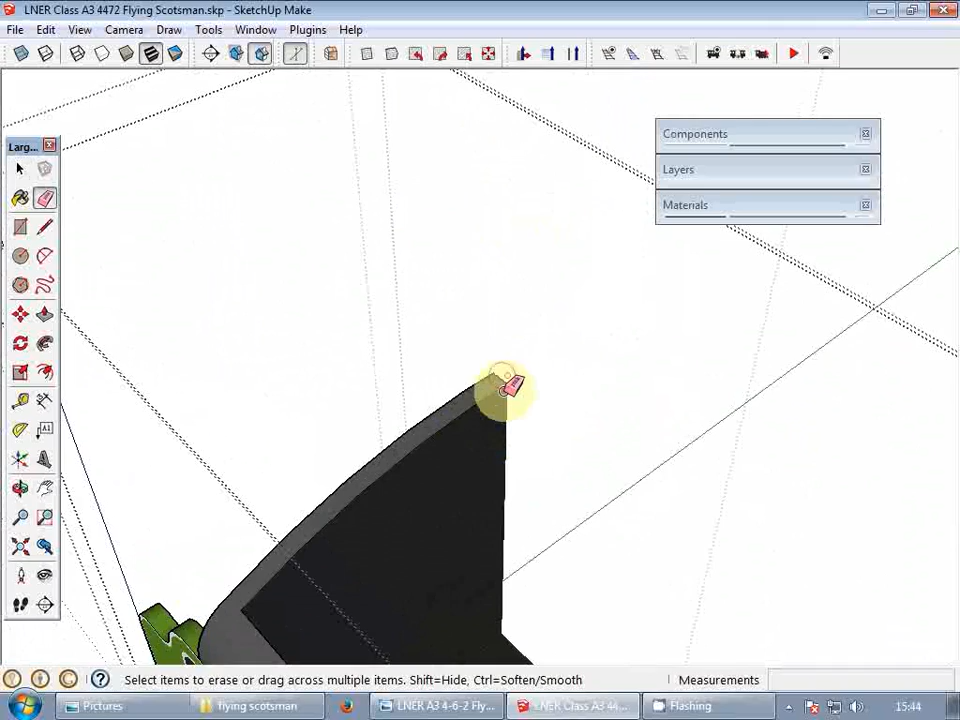 LNER Class A3 4472 Flying Scotsman.skp - SketchUp Make
File Edit View Camera Draw Tools Window Plugins Help
Larg...
Components
Layers
Materials
A1
Select items to erase or drag across multiple items. Shift=Hide, Ctrl=Soften/Smooth
Measurements
Pictures
flying scotsman
LNER A3 4-6-2 Fly...
LNER Class A3 44...
Flashing
15:44